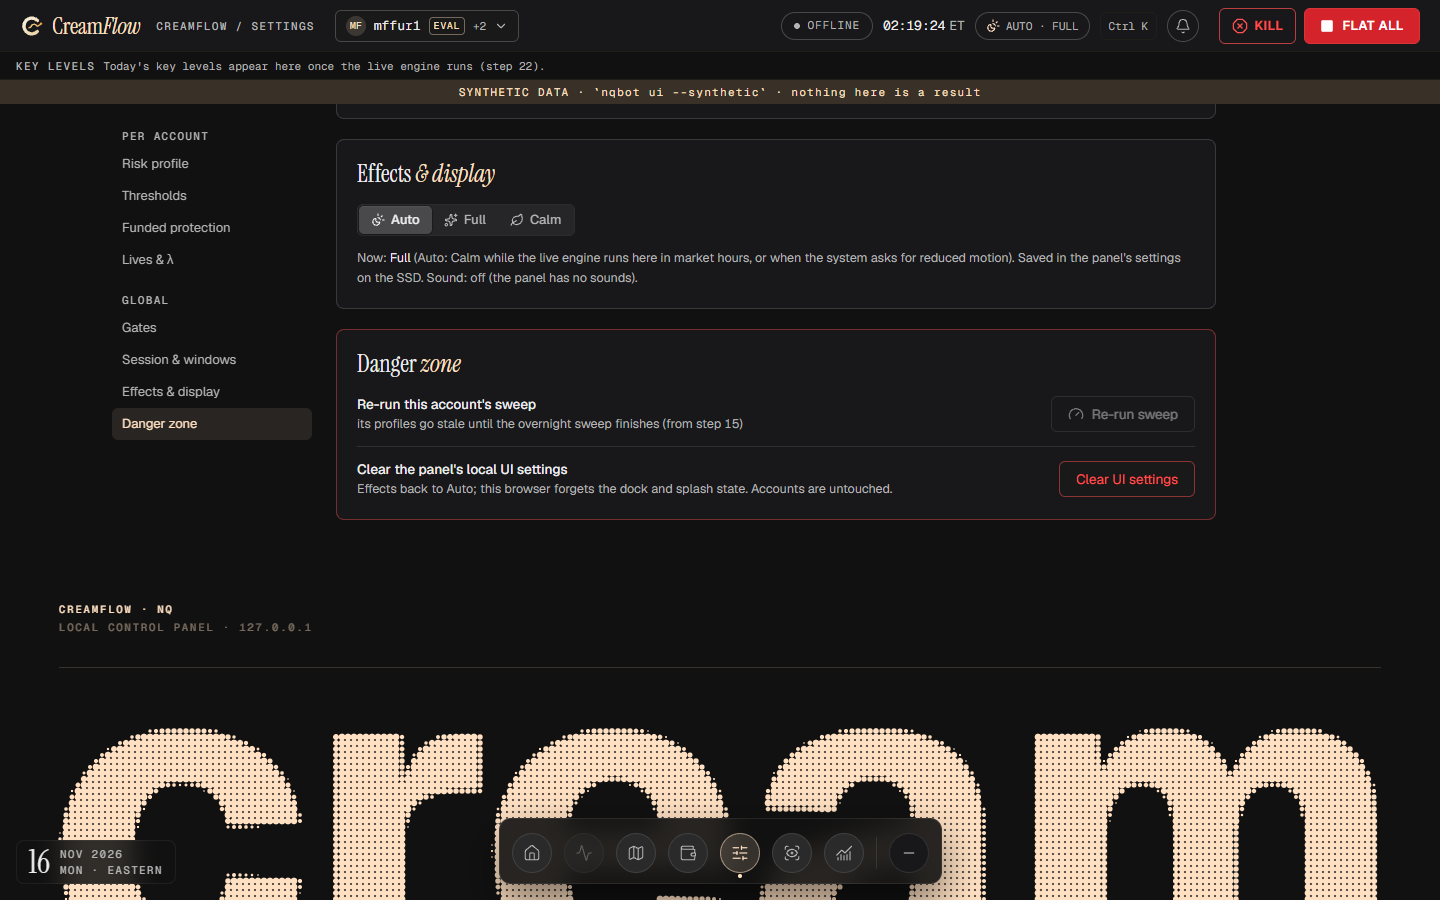 CreamFlow CREAMFLOW / SETTINGS MF mffur1 EVAL +2 OFFLINE 02:19:24 ET AUTO · FULL Ctrl K KILL FLAT ALL
KEY LEVELS Today's key levels appear here once the live engine runs (step 22).
SYNTHETIC DATA · `nqbot ui --synthetic` · nothing here is a result
PER ACCOUNT
Risk profile
Thresholds
Funded protection
Lives & λ
GLOBAL
Gates
Session & windows
Effects & display
Danger zone
Effects & display
Auto Full Calm
Now: Full (Auto: Calm while the live engine runs here in market hours, or when the system asks for reduced motion). Saved in the panel's settings
on the SSD. Sound: off (the panel has no sounds).
Danger zone
Re-run this account's sweep
its profiles go stale until the overnight sweep finishes (from step 15)
Re-run sweep
Clear the panel's local UI settings
Effects back to Auto; this browser forgets the dock and splash state. Accounts are untouched.
Clear UI settings
CREAMFLOW · NQ
LOCAL CONTROL PANEL · 127.0.0.1
cream
16 NOV 2026
MON · EASTERN